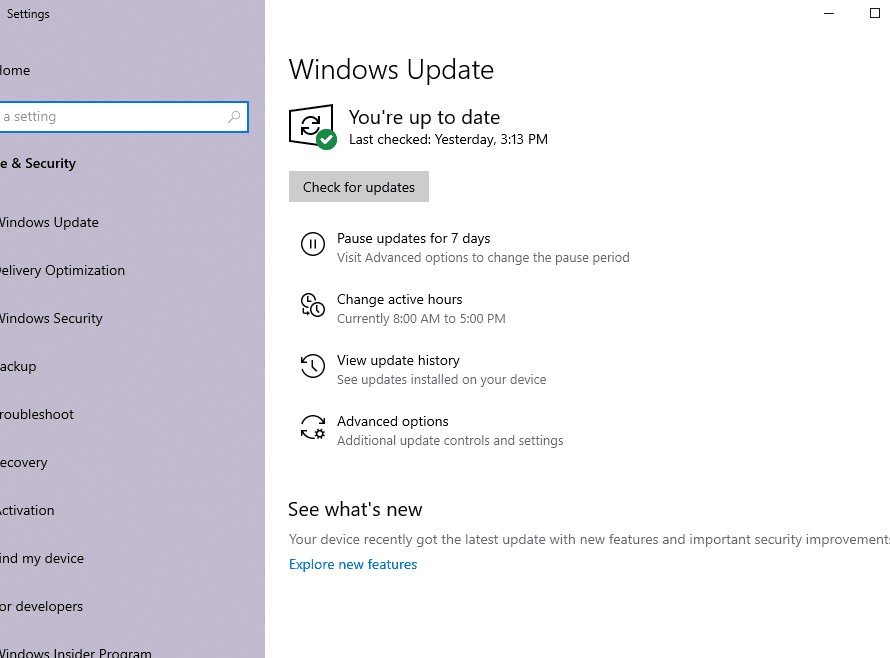 Settings
ome
a setting
e & Security
Windows Update
elivery Optimization
Windows Security
ackup
roubleshoot
ecovery
Activation
ind my device
or developers
Windows Insider Program
Windows Update
You're up to date
Last checked: Yesterday, 3:13 PM
Check for updates
Pause updates for 7 days
Visit Advanced options to change the pause period
Change active hours
Currently 8:00 AM to 5:00 PM
View update history
See updates installed on your device
Advanced options
Additional update controls and settings
See what's new
Your device recently got the latest update with new features and important security improvement
Explore new features